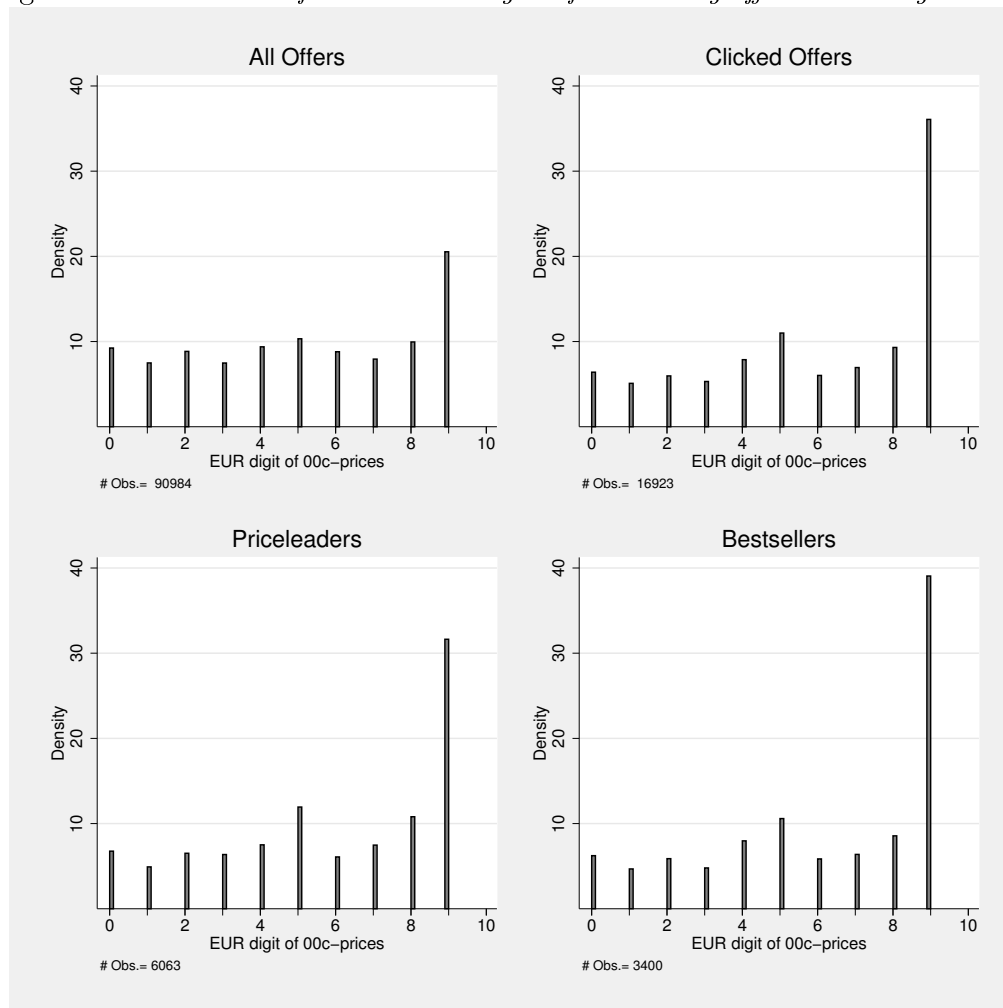 All Offers
Density
40
30
20
10
0 2 4 6 8 10
EUR digit of 00c−prices
# Obs.= 90984
Clicked Offers
Density
40
30
20
10
0 2 4 6 8 10
EUR digit of 00c−prices
# Obs.= 16923
Priceleaders
Density
40
30
20
10
0 2 4 6 8 10
EUR digit of 00c−prices
# Obs.= 6063
Bestsellers
Density
40
30
20
10
0 2 4 6 8 10
EUR digit of 00c−prices
# Obs.= 3400